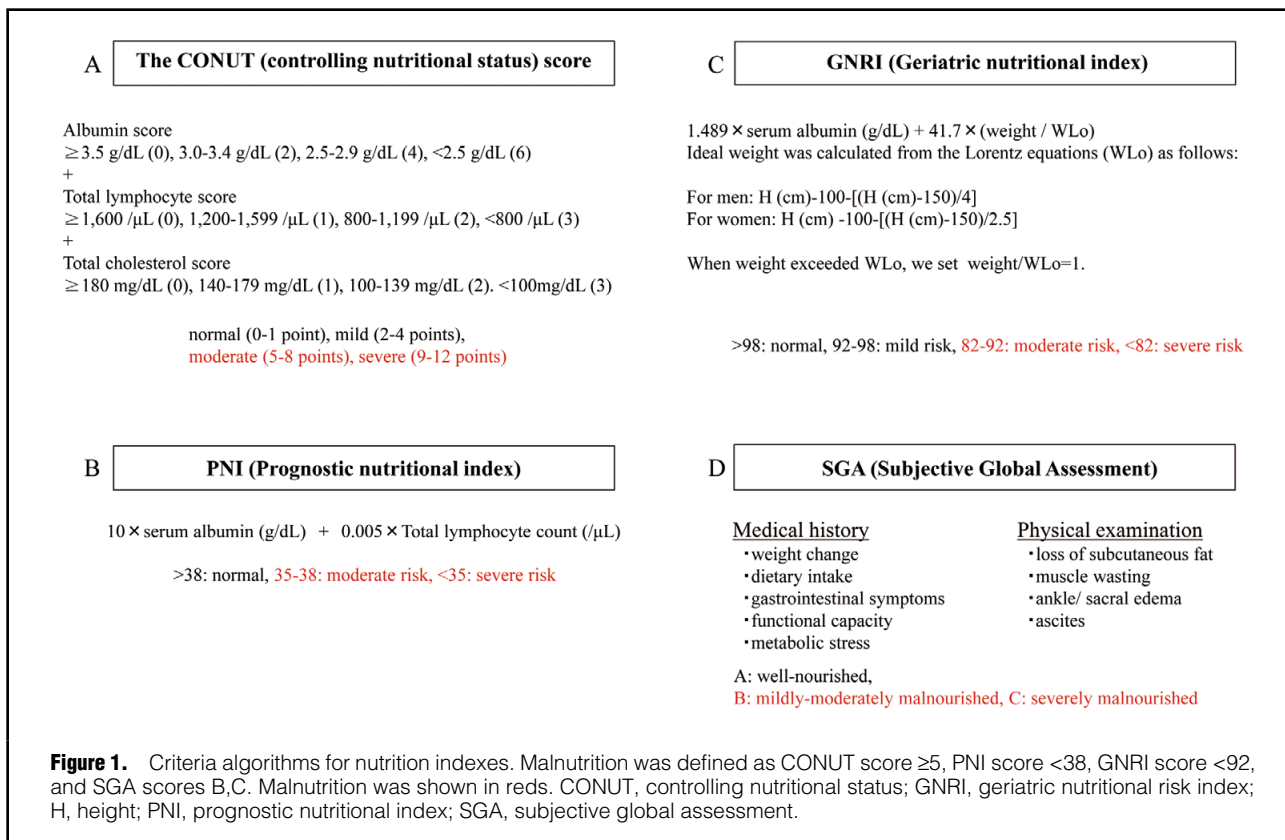 A The CONUT (controlling nutritional status) score
Albumin score
≥3.5 g/dL (0), 3.0-3.4 g/dL (2), 2.5-2.9 g/dL (4), <2.5 g/dL (6)
+
Total lymphocyte score
≥1,600 /μL (0), 1,200-1,599 /μL (1), 800-1,199 /μL (2), <800 /μL (3)
+
Total cholesterol score
≥180 mg/dL (0), 140-179 mg/dL (1), 100-139 mg/dL (2). <100mg/dL (3)
normal (0-1 point), mild (2-4 points),
moderate (5-8 points), severe (9-12 points)
B PNI (Prognostic nutritional index)
10×serum albumin (g/dL) + 0.005×Total lymphocyte count (/μL)
>38: normal, 35-38: moderate risk, <35: severe risk
C GNRI (Geriatric nutritional index)
1.489×serum albumin (g/dL) + 41.7×(weight / WLo)
Ideal weight was calculated from the Lorentz equations (WLo) as follows:
For men: H (cm)-100-[(H (cm)-150)/4]
For women: H (cm) -100-[(H (cm)-150)/2.5]
When weight exceeded WLo, we set weight/WLo=1.
>98: normal, 92-98: mild risk, 82-92: moderate risk, <82: severe risk
D SGA (Subjective Global Assessment)
Medical history
・weight change
・dietary intake
・gastrointestinal symptoms
・functional capacity
・metabolic stress
Physical examination
・loss of subcutaneous fat
・muscle wasting
・ankle/ sacral edema
・ascites
A: well-nourished,
B: mildly-moderately malnourished, C: severely malnourished
Figure 1. Criteria algorithms for nutrition indexes. Malnutrition was defined as CONUT score ≥5, PNI score <38, GNRI score <92,
and SGA scores B,C. Malnutrition was shown in reds. CONUT, controlling nutritional status; GNRI, geriatric nutritional risk index;
H, height; PNI, prognostic nutritional index; SGA, subjective global assessment.